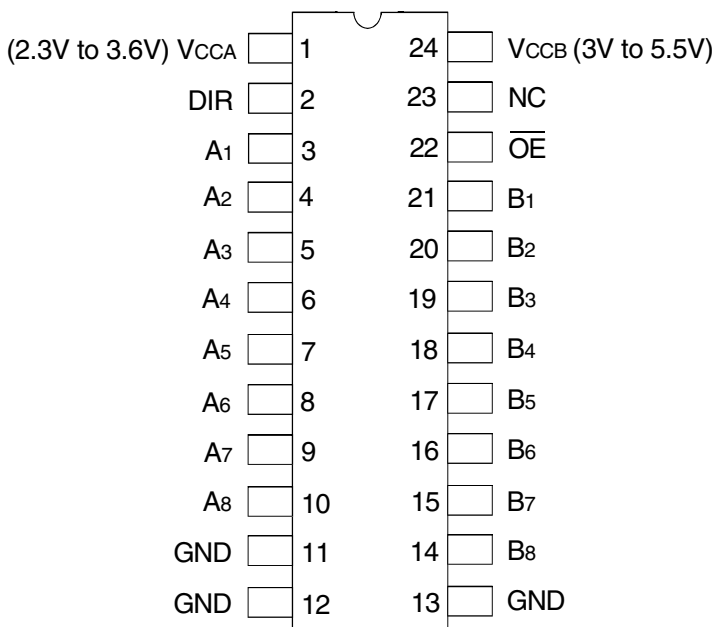 (2.3V to 3.6V) VCCA 1 24 VCCB (3V to 5.5V)
DIR 2 23 NC
A1 3 22 O̅E̅
A2 4 21 B1
A3 5 20 B2
A4 6 19 B3
A5 7 18 B4
A6 8 17 B5
A7 9 16 B6
A8 10 15 B7
GND 11 14 B8
GND 12 13 GND